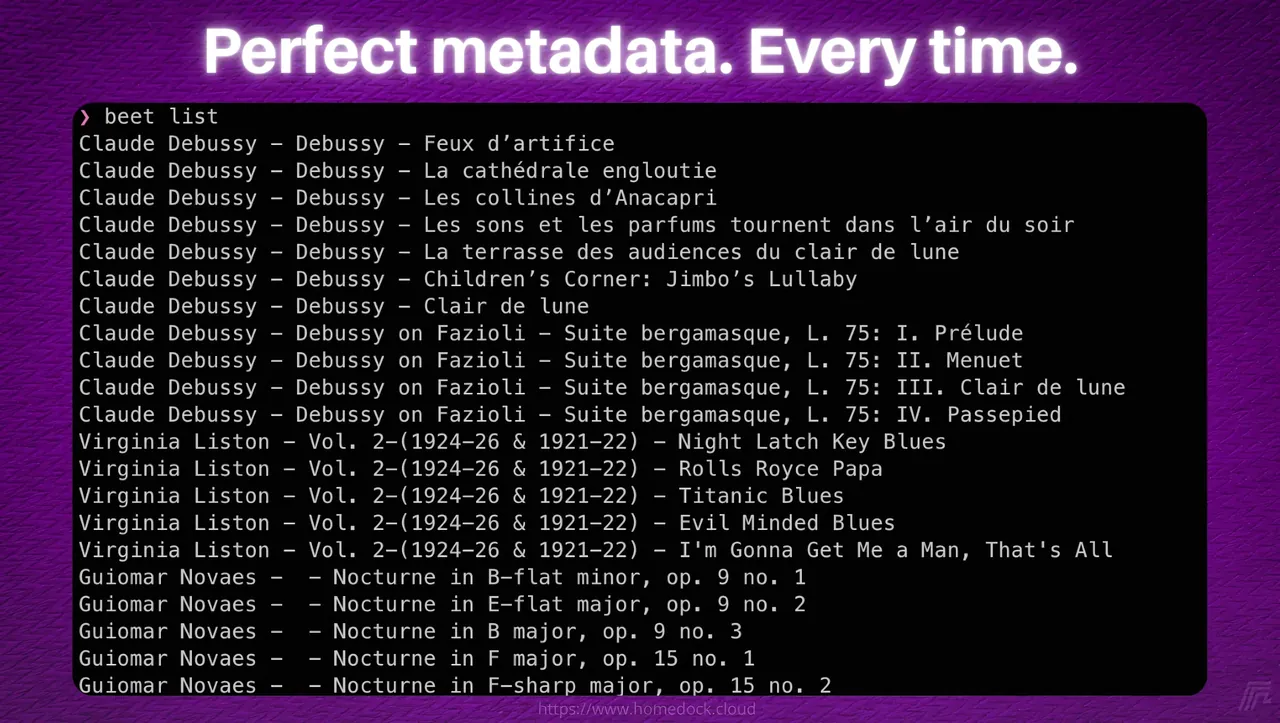 Perfect metadata. Every time.
❯ beet list
Claude Debussy – Debussy – Feux d’artifice
Claude Debussy – Debussy – La cathédrale engloutie
Claude Debussy – Debussy – Les collines d’Anacapri
Claude Debussy – Debussy – Les sons et les parfums tournent dans l’air du soir
Claude Debussy – Debussy – La terrasse des audiences du clair de lune
Claude Debussy – Debussy – Children’s Corner: Jimbo’s Lullaby
Claude Debussy – Debussy – Clair de lune
Claude Debussy – Debussy on Fazioli – Suite bergamasque, L. 75: I. Prélude
Claude Debussy – Debussy on Fazioli – Suite bergamasque, L. 75: II. Menuet
Claude Debussy – Debussy on Fazioli – Suite bergamasque, L. 75: III. Clair de lune
Claude Debussy – Debussy on Fazioli – Suite bergamasque, L. 75: IV. Passepied
Virginia Liston – Vol. 2–(1924–26 & 1921–22) – Night Latch Key Blues
Virginia Liston – Vol. 2–(1924–26 & 1921–22) – Rolls Royce Papa
Virginia Liston – Vol. 2–(1924–26 & 1921–22) – Titanic Blues
Virginia Liston – Vol. 2–(1924–26 & 1921–22) – Evil Minded Blues
Virginia Liston – Vol. 2–(1924–26 & 1921–22) – I'm Gonna Get Me a Man, That's All
Guiomar Novaes –  – Nocturne in B–flat minor, op. 9 no. 1
Guiomar Novaes –  – Nocturne in E–flat major, op. 9 no. 2
Guiomar Novaes –  – Nocturne in B major, op. 9 no. 3
Guiomar Novaes –  – Nocturne in F major, op. 15 no. 1
Guiomar Novaes –  – Nocturne in F–sharp major, op. 15 no. 2
https://www.homedock.cloud